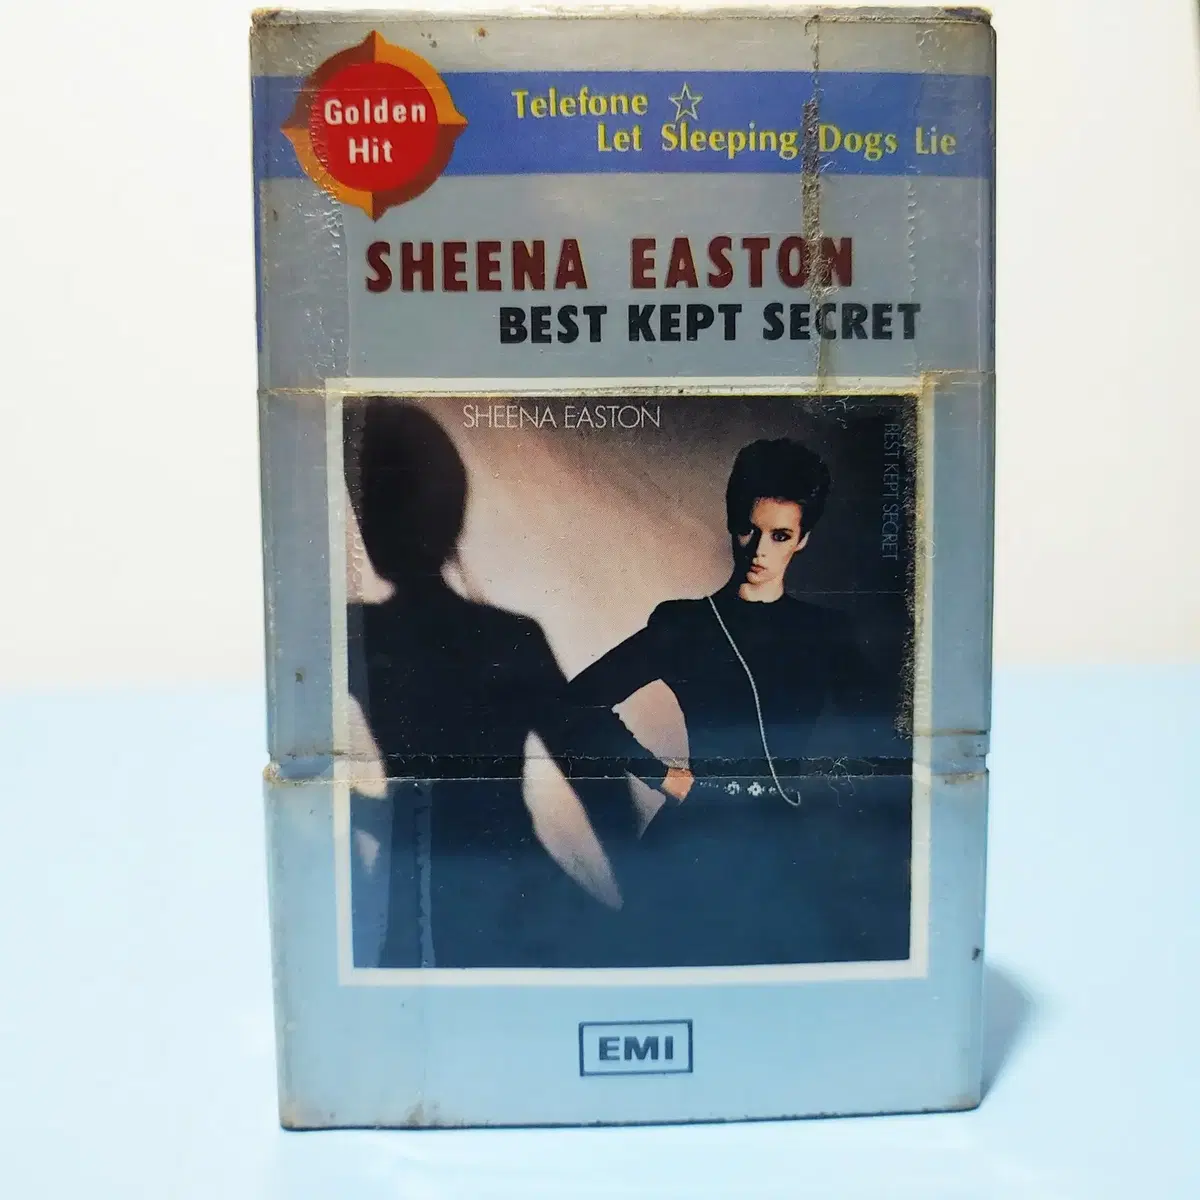 Golden
Hit
Telefone ☆
Let Sleeping Dogs Lie
SHEENA EASTON
BEST KEPT SECRET
SHEENA EASTON
BEST KEPT SECRET
EMI